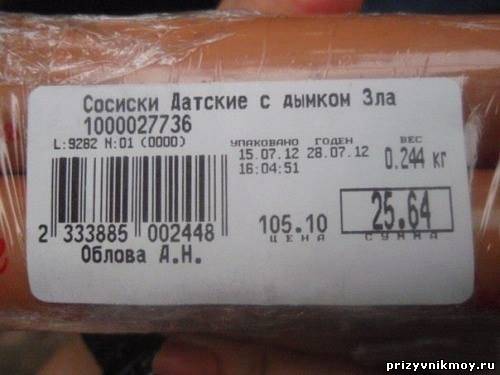 Сосиски Датские с дымком Зла
1000027736
L:9282 N:01 (0000)
УПАКОВАНО ГОДЕН ВЕС
15.07.12 28.07.12 0.244 кг
16:04:51
105.10 25.64
ЦЕНА СУММА
2 333885 002448
Облова А.Н.
prizyvnikmoy.ru